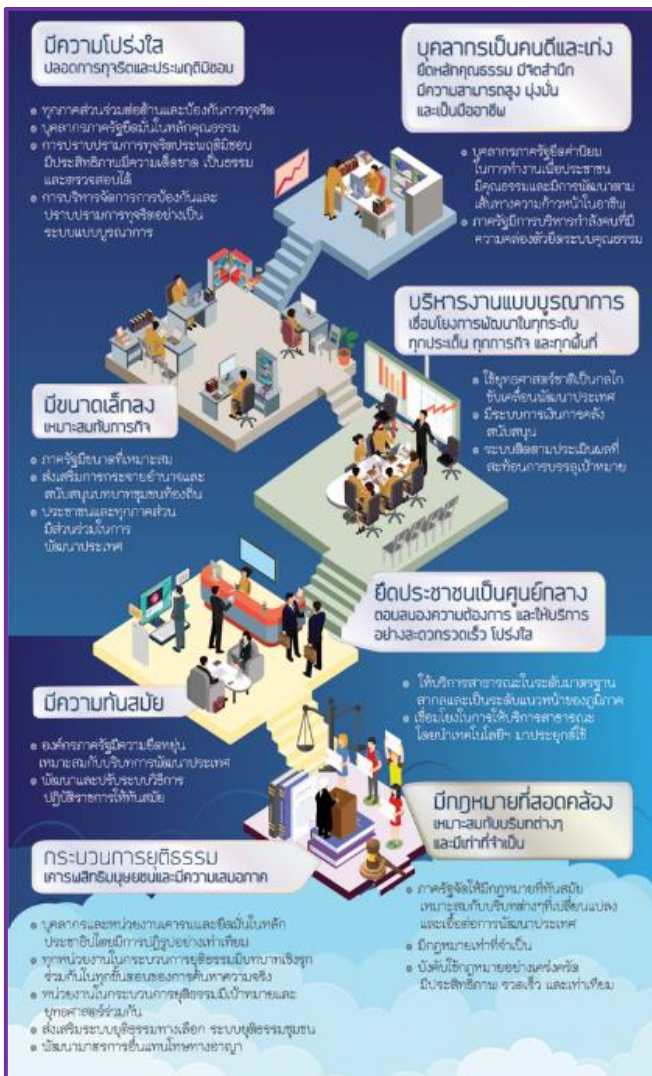 มีความโปร่งใส
ปลอดการทุจริตและประพฤติมิชอบ
● ทุกภาคส่วนร่วมต่อต้านและป้องกันการทุจริต
● บุคลากรภาครัฐยึดมั่นในหลักคุณธรรม
● การปราบปรามการทุจริตประพฤติมิชอบ
มีประสิทธิภาพมีความเด็ดขาด เป็นธรรม
และตรวจสอบได้
● การบริหารจัดการการป้องกันและ
ปราบปรามการทุจริตอย่างเป็น
ระบบแบบบูรณาการ
บุคลากรเป็นคนดีและเก่ง
ยึดหลักคุณธรรม มีจิตสำนึก
มีความสามารถสูง มุ่งมั่น
และเป็นมืออาชีพ
● บุคลากรภาครัฐยึดค่านิยม
ในการทำงานเพื่อประชาชน
มีคุณธรรมและมีการพัฒนาตาม
เส้นทางความก้าวหน้าในอาชีพ
● ภาครัฐมีการบริหารกำลังคนที่มี
ความคล่องตัวยึดระบบคุณธรรม
บริหารงานแบบบูรณาการ
เชื่อมโยงการพัฒนาในทุกระดับ
ทุกประเด็น ทุกภารกิจ และทุกพื้นที่
● ใช้ยุทธศาสตร์ชาติเป็นกลไก
ขับเคลื่อนพัฒนาประเทศ
● มีระบบการเงินการคลัง
สนับสนุน
● ระบบติดตามประเมินผลที่
สะท้อนการบรรลุเป้าหมาย
มีขนาดเล็กลง
เหมาะสมกับภารกิจ
● ภาครัฐมีขนาดที่เหมาะสม
● ส่งเสริมการกระจายอำนาจและ
สนับสนุนบทบาทชุมชนท้องถิ่น
● ประชาชนและทุกภาคส่วน
มีส่วนร่วมในการ
พัฒนาประเทศ
ยึดประชาชนเป็นศูนย์กลาง
ตอบสนองความต้องการ และให้บริการ
อย่างสะดวกรวดเร็ว โปร่งใส
● ให้บริการสาธารณะในระดับมาตรฐาน
สากลและเป็นระดับแนวหน้าของภูมิภาค
● เชื่อมโยงในการให้บริการสาธารณะ
โดยนำเทคโนโลยีฯ มาประยุกต์ใช้
มีความทันสมัย
● องค์กรภาครัฐมีความยืดหยุ่น
เหมาะสมกับบริบทการพัฒนาประเทศ
● พัฒนาและปรับระบบวิธีการ
ปฏิบัติราชการให้ทันสมัย
มีกฎหมายที่สอดคล้อง
เหมาะสมกับบริบทต่างๆ
และมีเท่าที่จำเป็น
● ภาครัฐจัดให้มีกฎหมายที่ทันสมัย
เหมาะสมกับบริบทต่างๆที่เปลี่ยนแปลง
และเอื้อต่อการพัฒนาประเทศ
● มีกฎหมายเท่าที่จำเป็น
● บังคับใช้กฎหมายอย่างเคร่งครัด
มีประสิทธิภาพ รวดเร็ว และเท่าเทียม
กระบวนการยุติธรรม
เคารพสิทธิมนุษยชนและมีความเสมอภาค
● บุคลากรและหน่วยงานเคารพและยึดมั่นในหลัก
ประชาธิปไตยมีการปฏิรูปอย่างเท่าเทียม
● ทุกหน่วยงานในกระบวนการยุติธรรมมีบทบาทเชิงรุก
ร่วมกันในทุกขั้นตอนของการค้นหาความจริง
● หน่วยงานในกระบวนการยุติธรรมมีเป้าหมายและ
ยุทธศาสตร์ร่วมกัน
● ส่งเสริมระบบยุติธรรมทางเลือก ระบบยุติธรรมชุมชน
● พัฒนามาตรการอื่นแทนโทษทางอาญา